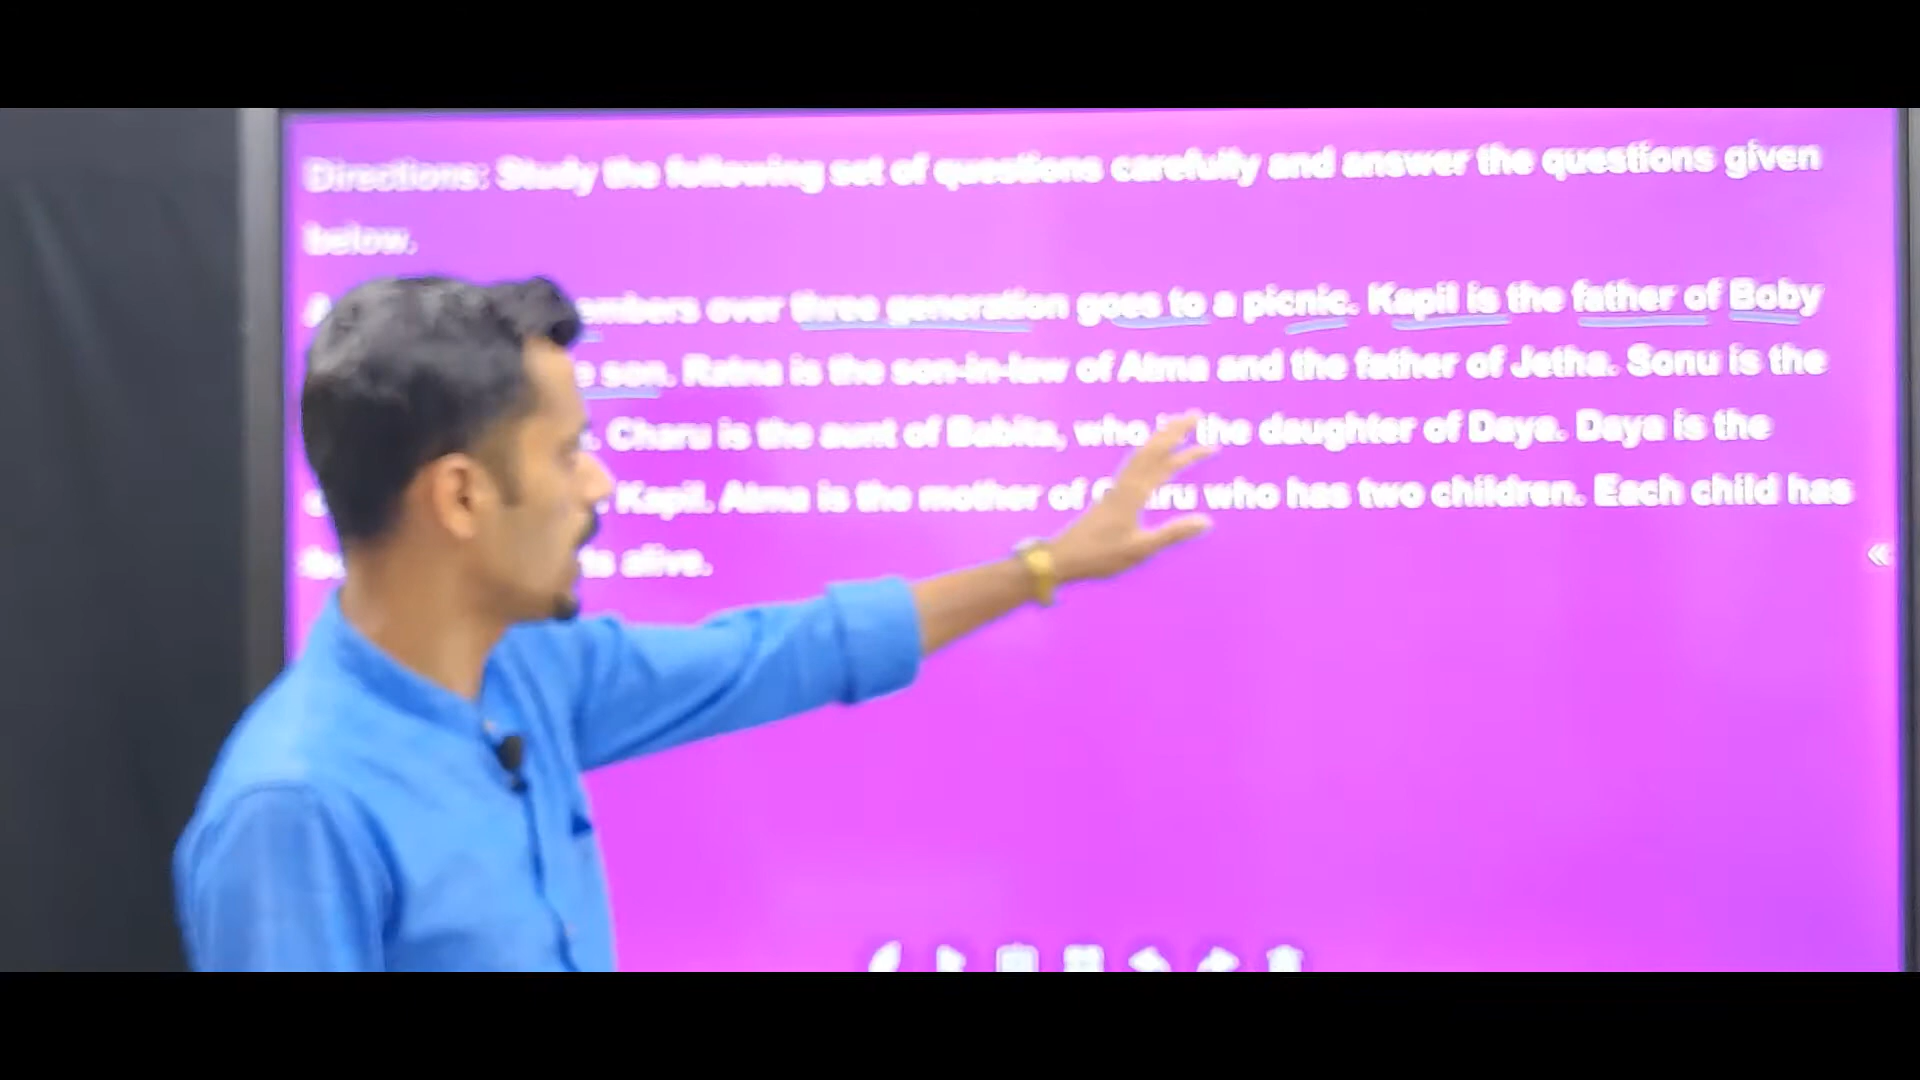 Directions: Study the following set of questions carefully and answer the questions given
below.
embers over three generation goes to a picnic. Kapil is the father of Boby
son. Ratna is the son-in-law of Atma and the father of Jetha. Sonu is the
Charu is the aunt of Babita, who the daughter of Daya. Daya is the
Kapil. Atma is the mother of who has two children. Each child has
alive.
«